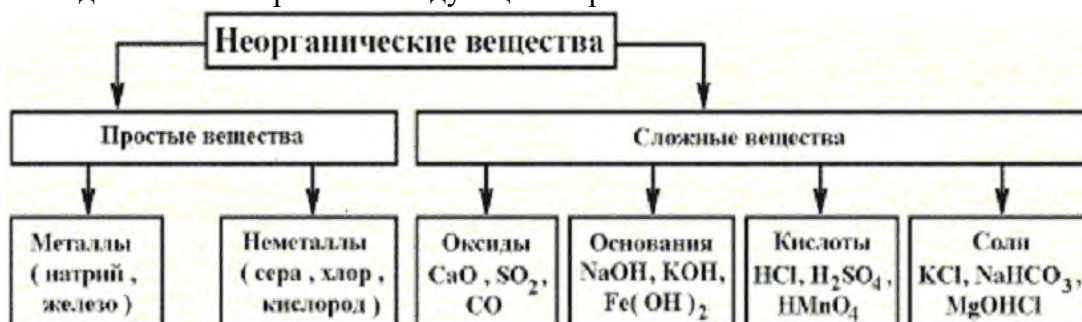 Неорганические вещества
Простые вещества
Сложные вещества
Металлы
( натрий ,
железо )
Неметаллы
( сера , хлор ,
кислород )
Оксиды
CaO , SO2,
CO
Основания
NaOH, KOH,
Fe( OH )2
Кислоты
HCl, H2SO4 ,
HMnO4
Соли
KCl, NaHCO3,
MgOHCl